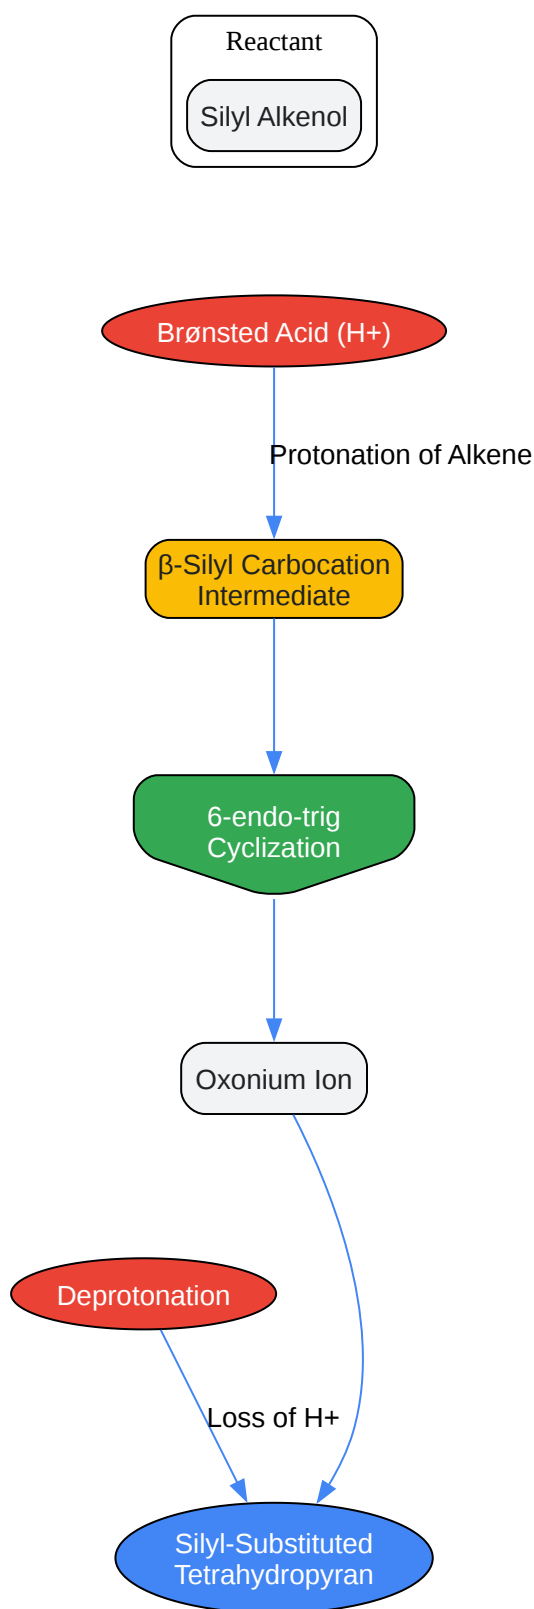 Reactant
Silyl Alkenol
Brønsted Acid (H+)
Protonation of Alkene
β-Silyl Carbocation
Intermediate
6-endo-trig
Cyclization
Oxonium Ion
Deprotonation
Loss of H+
Silyl-Substituted
Tetrahydropyran